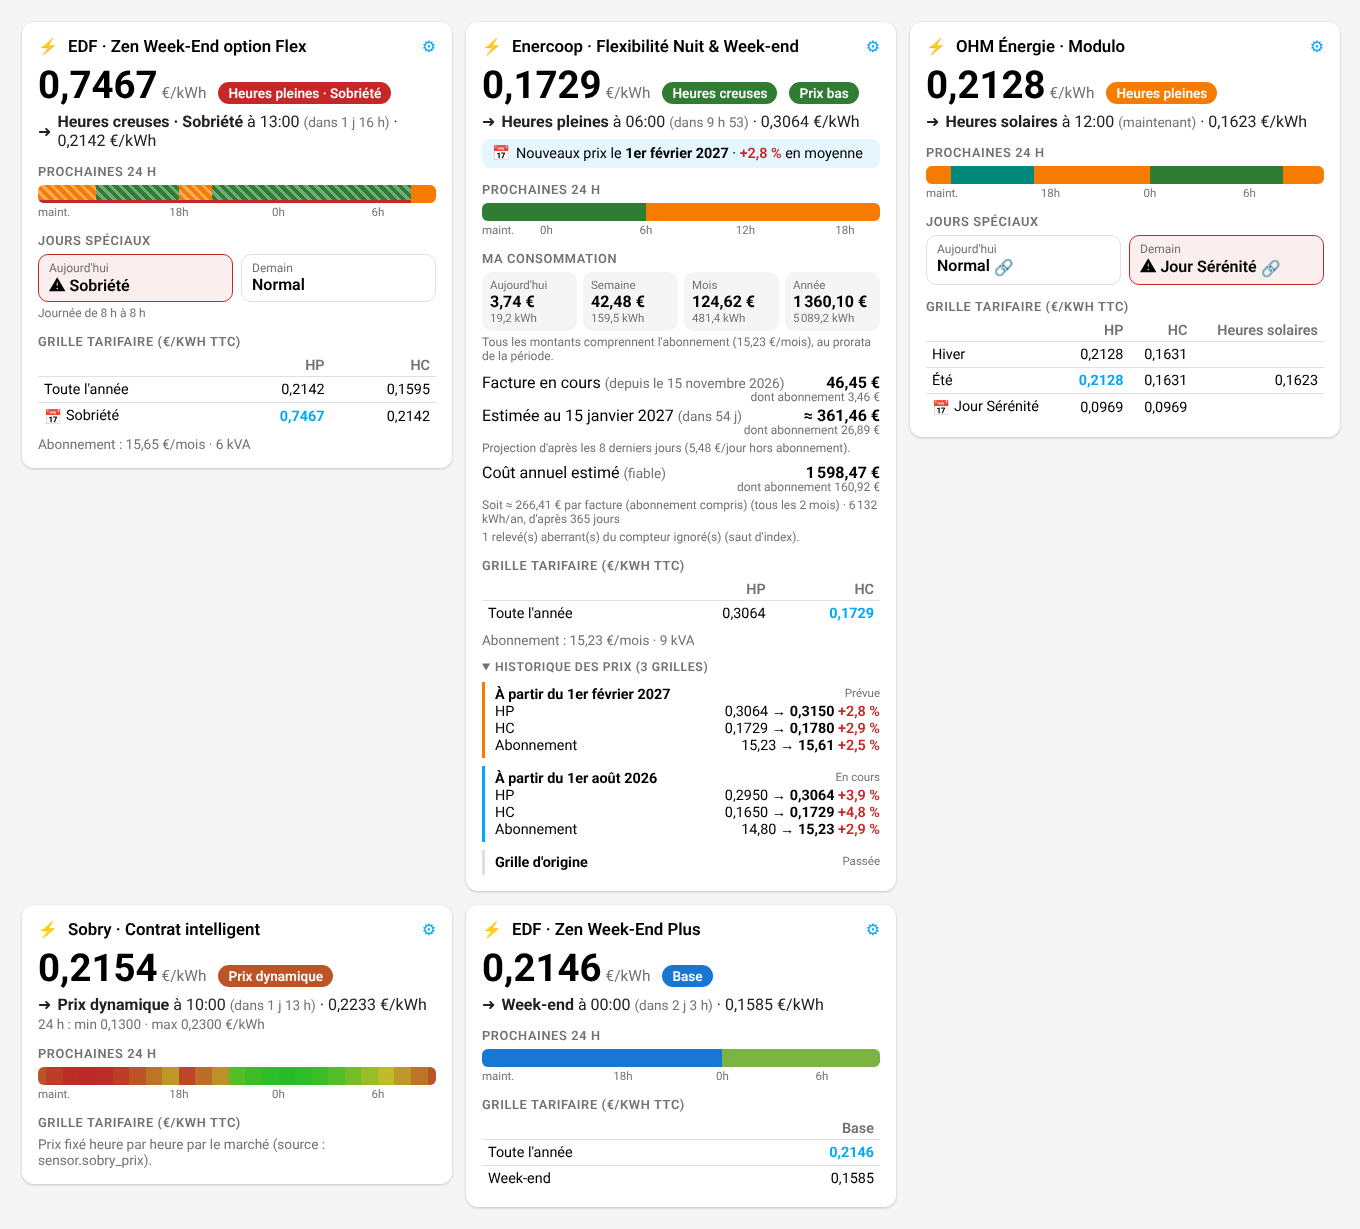 ⚡ EDF · Zen Week-End option Flex ⚙
0,7467 €/kWh Heures pleines · Sobriété
➜ Heures creuses · Sobriété à 13:00 (dans 1 j 16 h) ·
0,2142 €/kWh
PROCHAINES 24 H
maint. 18h 0h 6h
JOURS SPÉCIAUX
Aujourd'hui
⚠ Sobriété
Demain
Normal
Journée de 8 h à 8 h
GRILLE TARIFAIRE (€/KWH TTC)
HP HC
Toute l'année 0,2142 0,1595
📅 Sobriété 0,7467 0,2142
Abonnement : 15,65 €/mois · 6 kVA
⚡ Enercoop · Flexibilité Nuit & Week-end ⚙
0,1729 €/kWh Heures creuses Prix bas
➜ Heures pleines à 06:00 (dans 9 h 53) · 0,3064 €/kWh
📅 Nouveaux prix le 1er février 2027 · +2,8 % en moyenne
PROCHAINES 24 H
maint. 0h 6h 12h 18h
MA CONSOMMATION
Aujourd'hui
3,74 €
19,2 kWh
Semaine
42,48 €
159,5 kWh
Mois
124,62 €
481,4 kWh
Année
1 360,10 €
5 089,2 kWh
Tous les montants comprennent l'abonnement (15,23 €/mois), au prorata
de la période.
Facture en cours (depuis le 15 novembre 2026) 46,45 €
dont abonnement 3,46 €
Estimée au 15 janvier 2027 (dans 54 j) ≈ 361,46 €
dont abonnement 26,89 €
Projection d'après les 8 derniers jours (5,48 €/jour hors abonnement).
Coût annuel estimé (fiable) 1 598,47 €
dont abonnement 160,92 €
Soit ≈ 266,41 € par facture (abonnement compris) (tous les 2 mois) · 6 132
kWh/an, d'après 365 jours
1 relevé(s) aberrant(s) du compteur ignoré(s) (saut d'index).
GRILLE TARIFAIRE (€/KWH TTC)
HP HC
Toute l'année 0,3064 0,1729
Abonnement : 15,23 €/mois · 9 kVA
▼ HISTORIQUE DES PRIX (3 GRILLES)
À partir du 1er février 2027 Prévue
HP 0,3064 → 0,3150 +2,8 %
HC 0,1729 → 0,1780 +2,9 %
Abonnement 15,23 → 15,61 +2,5 %
À partir du 1er août 2026 En cours
HP 0,2950 → 0,3064 +3,9 %
HC 0,1650 → 0,1729 +4,8 %
Abonnement 14,80 → 15,23 +2,9 %
Grille d'origine Passée
⚡ OHM Énergie · Modulo ⚙
0,2128 €/kWh Heures pleines
➜ Heures solaires à 12:00 (maintenant) · 0,1623 €/kWh
PROCHAINES 24 H
maint. 18h 0h 6h
JOURS SPÉCIAUX
Aujourd'hui
Normal 🔗
Demain
⚠ Jour Sérénité 🔗
GRILLE TARIFAIRE (€/KWH TTC)
HP HC Heures solaires
Hiver 0,2128 0,1631
Été 0,2128 0,1631 0,1623
📅 Jour Sérénité 0,0969 0,0969
⚡ Sobry · Contrat intelligent ⚙
0,2154 €/kWh Prix dynamique
➜ Prix dynamique à 10:00 (dans 1 j 13 h) · 0,2233 €/kWh
24 h : min 0,1300 · max 0,2300 €/kWh
PROCHAINES 24 H
maint. 18h 0h 6h
GRILLE TARIFAIRE (€/KWH TTC)
Prix fixé heure par heure par le marché (source :
sensor.sobry_prix).
⚡ EDF · Zen Week-End Plus ⚙
0,2146 €/kWh Base
➜ Week-end à 00:00 (dans 2 j 3 h) · 0,1585 €/kWh
PROCHAINES 24 H
maint. 18h 0h 6h
GRILLE TARIFAIRE (€/KWH TTC)
Base
Toute l'année 0,2146
Week-end 0,1585